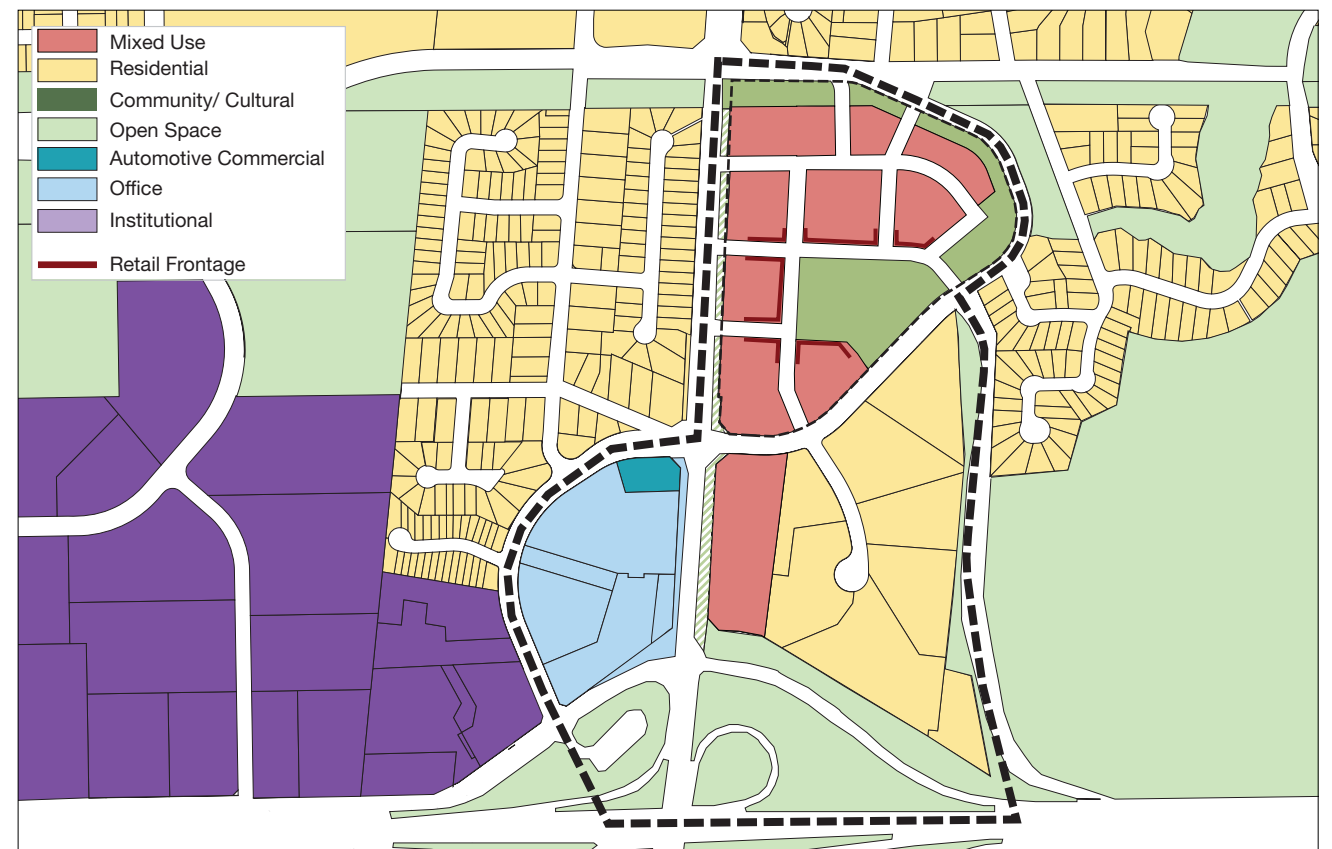 Mixed Use
Residential
Community/ Cultural
Open Space
Automotive Commercial
Office
Institutional
Retail Frontage